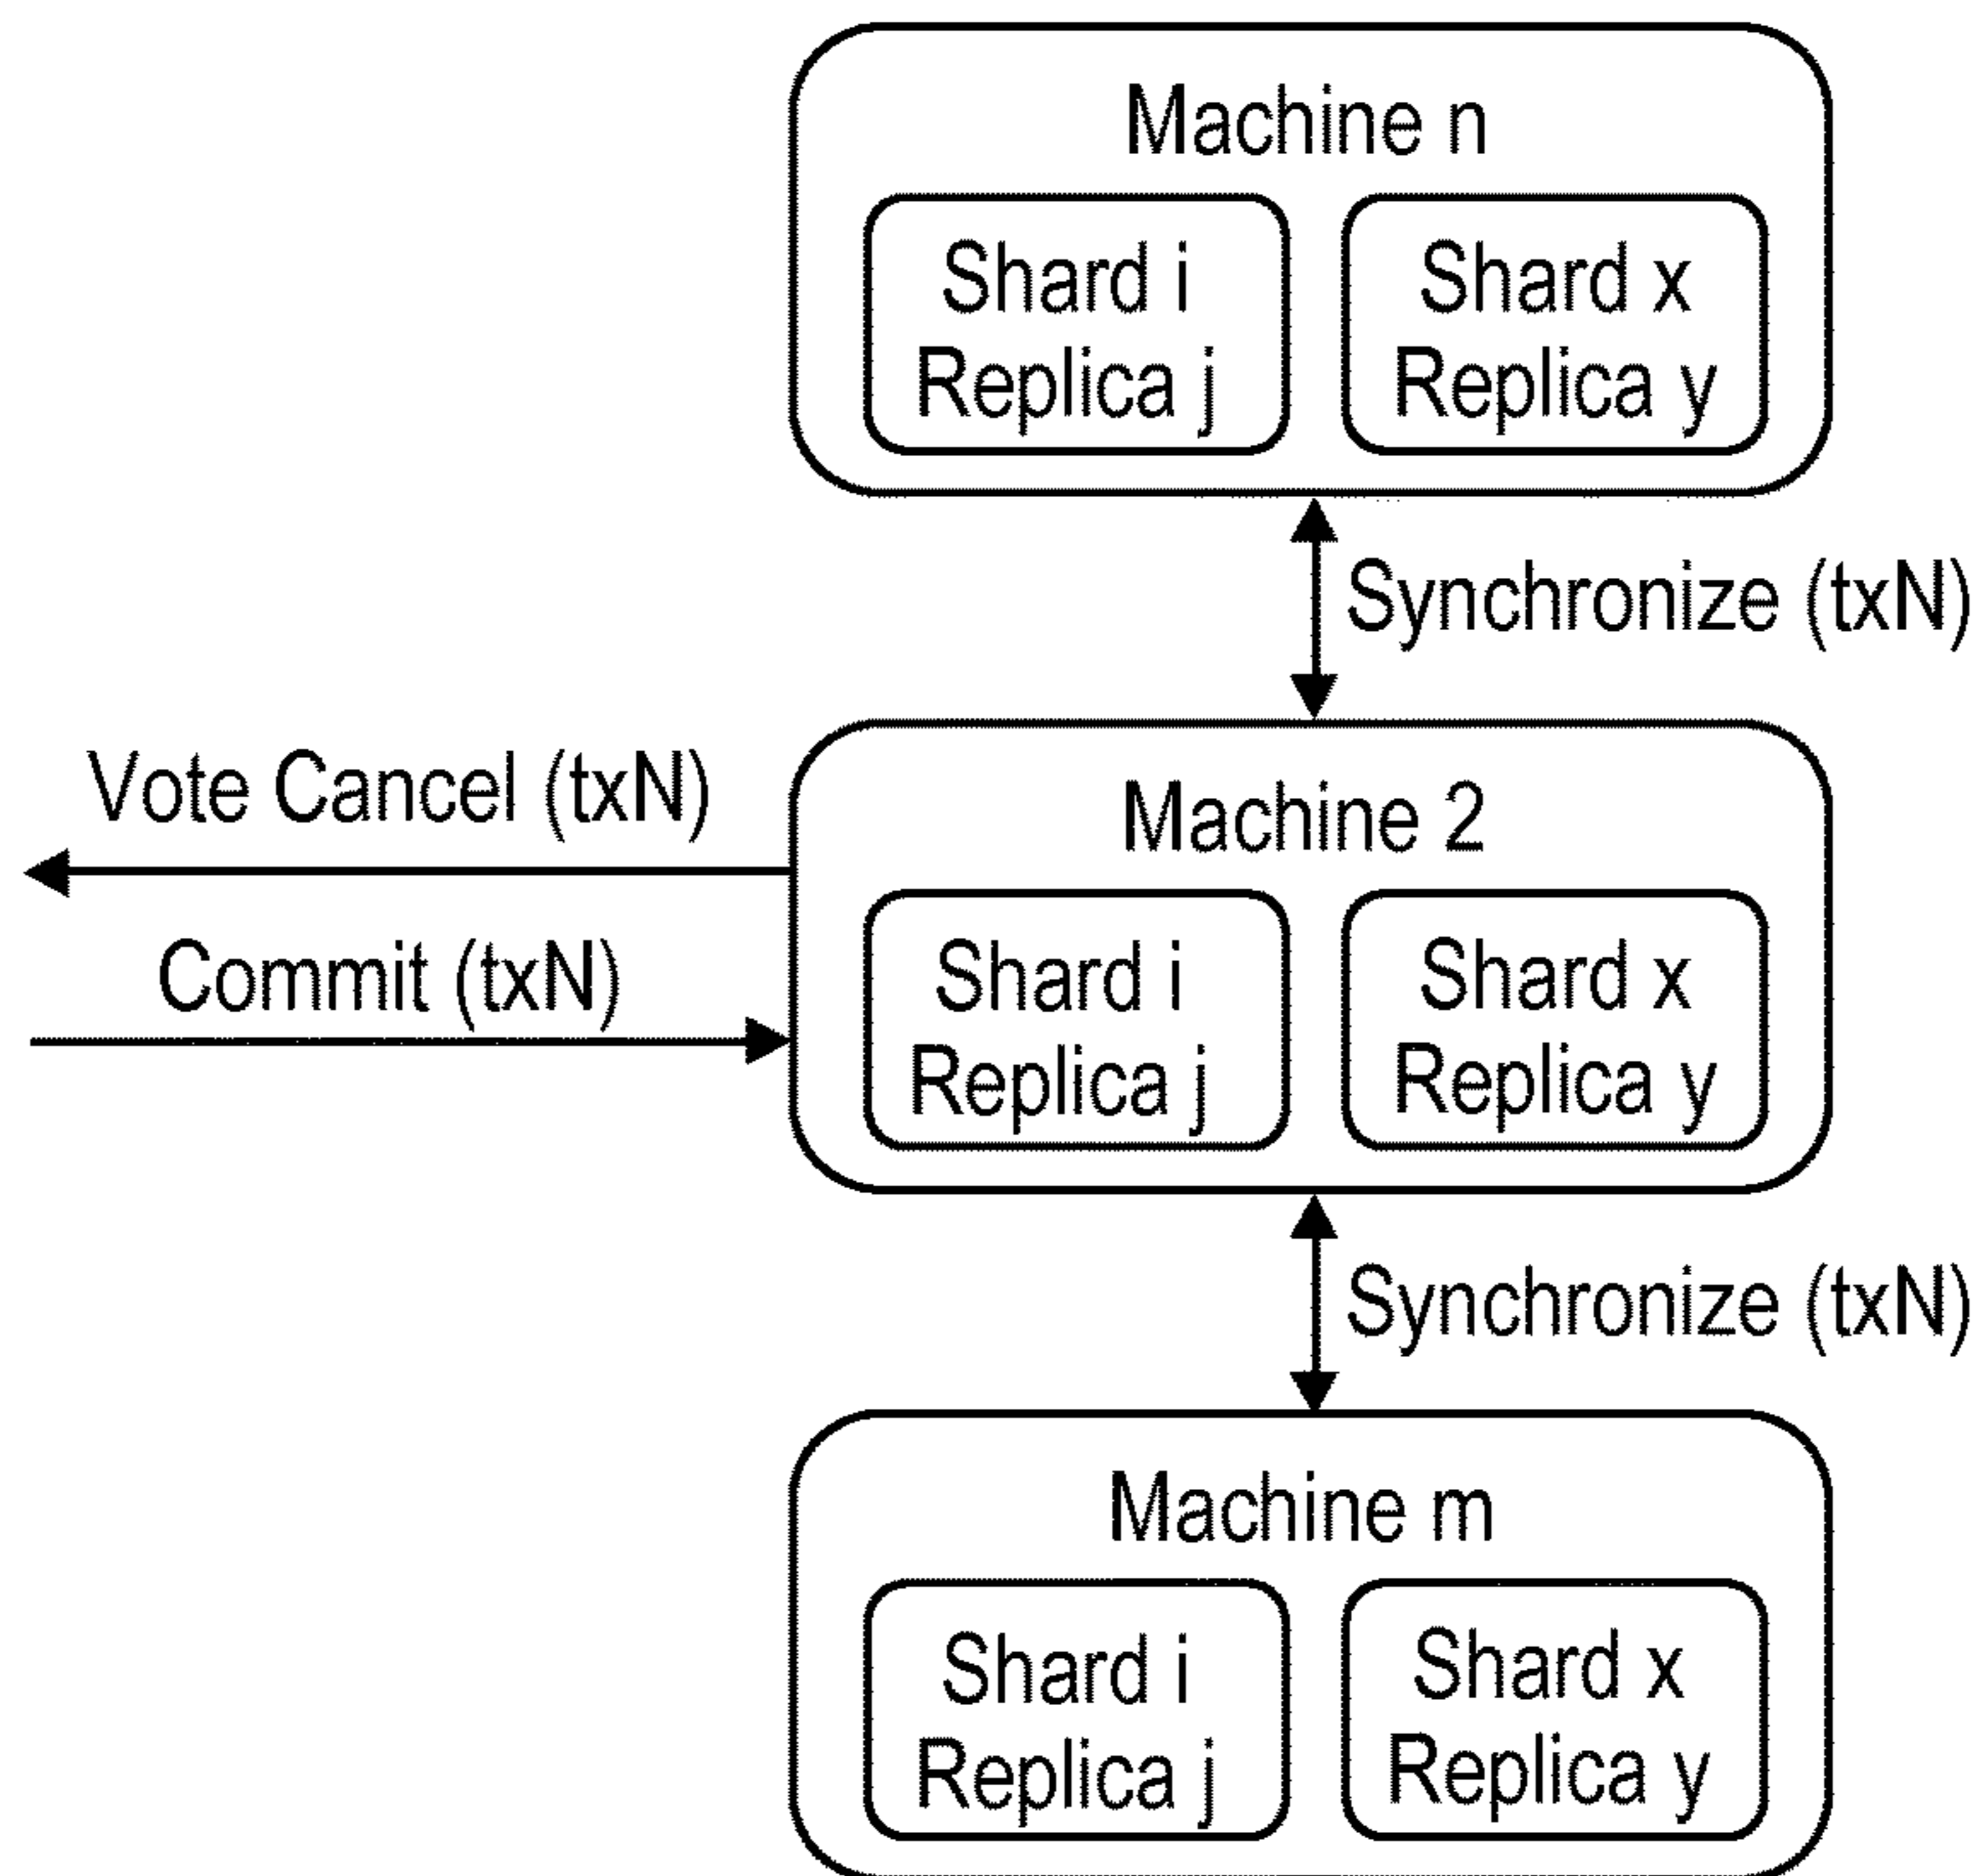 Machine n
Shard i
Replica j
Shard x
Replica y
Synchronize (txN)
Vote Cancel (txN)
Commit (txN)
Machine 2
Shard i
Replica j
Shard x
Replica y
Synchronize (txN)
Machine m
Shard i
Replica j
Shard x
Replica y